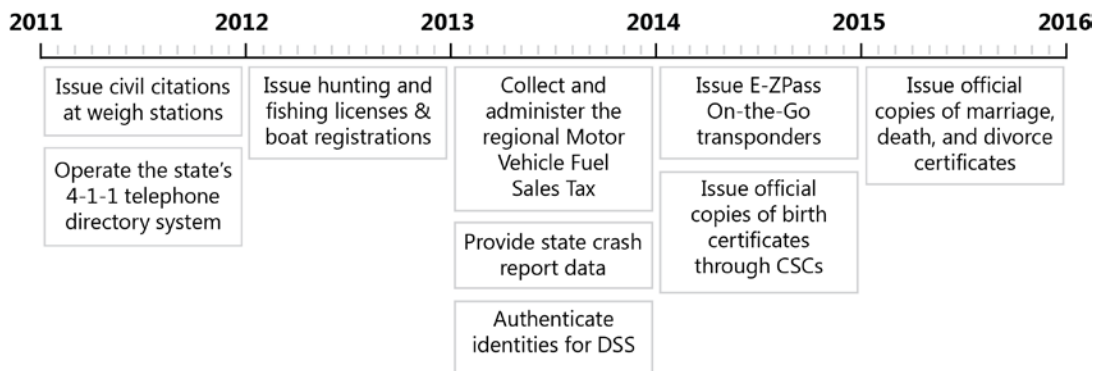 2011 2012 2013 2014 2015 2016
Issue civil citations
at weigh stations
Operate the state's
4-1-1 telephone
directory system
Issue hunting and
fishing licenses &
boat registrations
Collect and
administer the
regional Motor
Vehicle Fuel
Sales Tax
Provide state crash
report data
Authenticate
identities for DSS
Issue E-ZPass
On-the-Go
transponders
Issue official
copies of birth
certificates
through CSCs
Issue official
copies of marriage,
death, and divorce
certificates